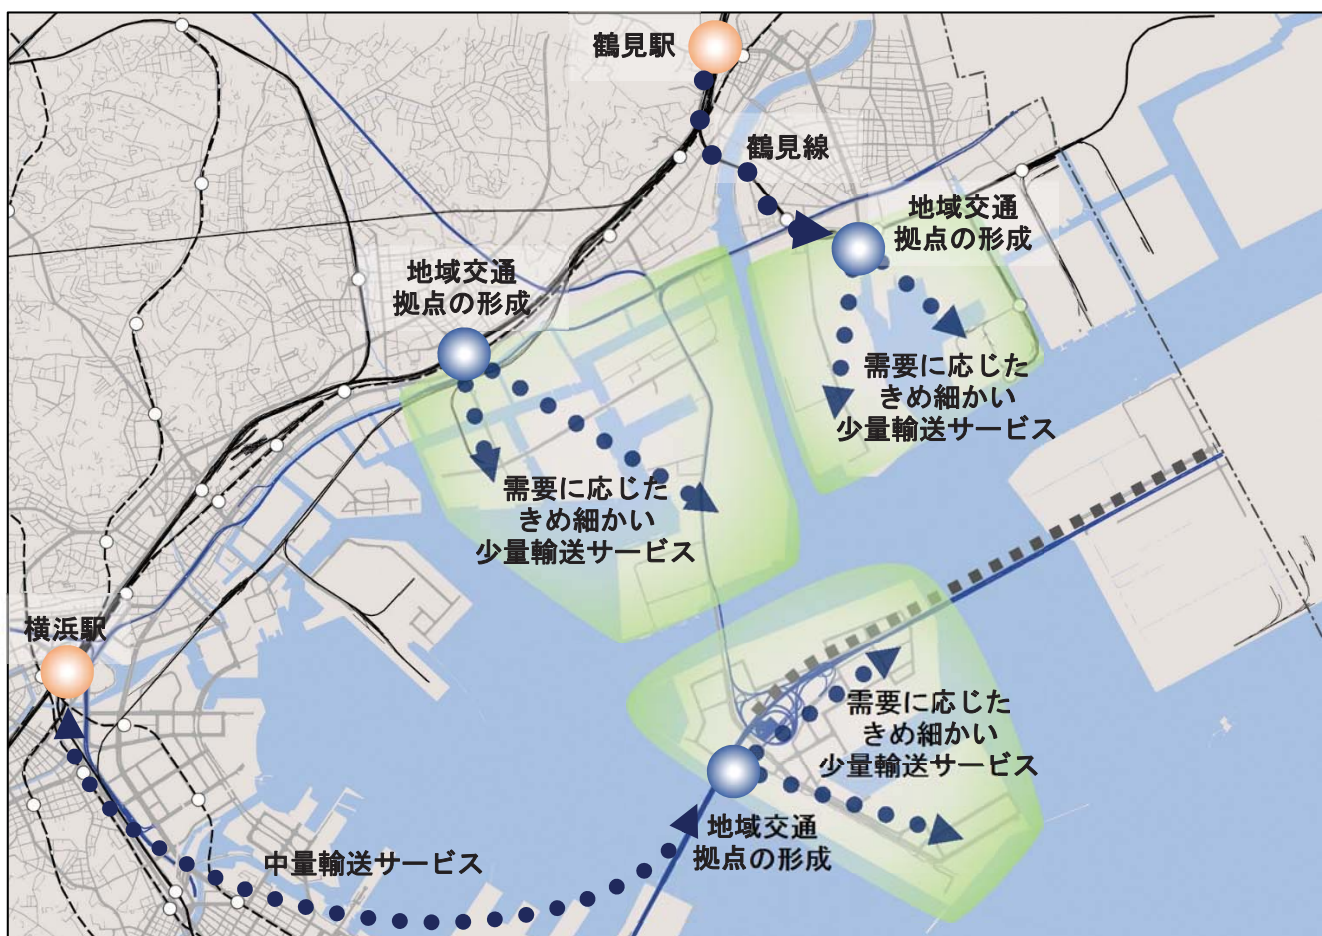 鶴見駅
鶴見線
地域交通
拠点の形成
地域交通
拠点の形成
需要に応じた
きめ細かい
少量輸送サービス
需要に応じた
きめ細かい
少量輸送サービス
横浜駅
需要に応じた
きめ細かい
少量輸送サービス
地域交通
拠点の形成
中量輸送サービス